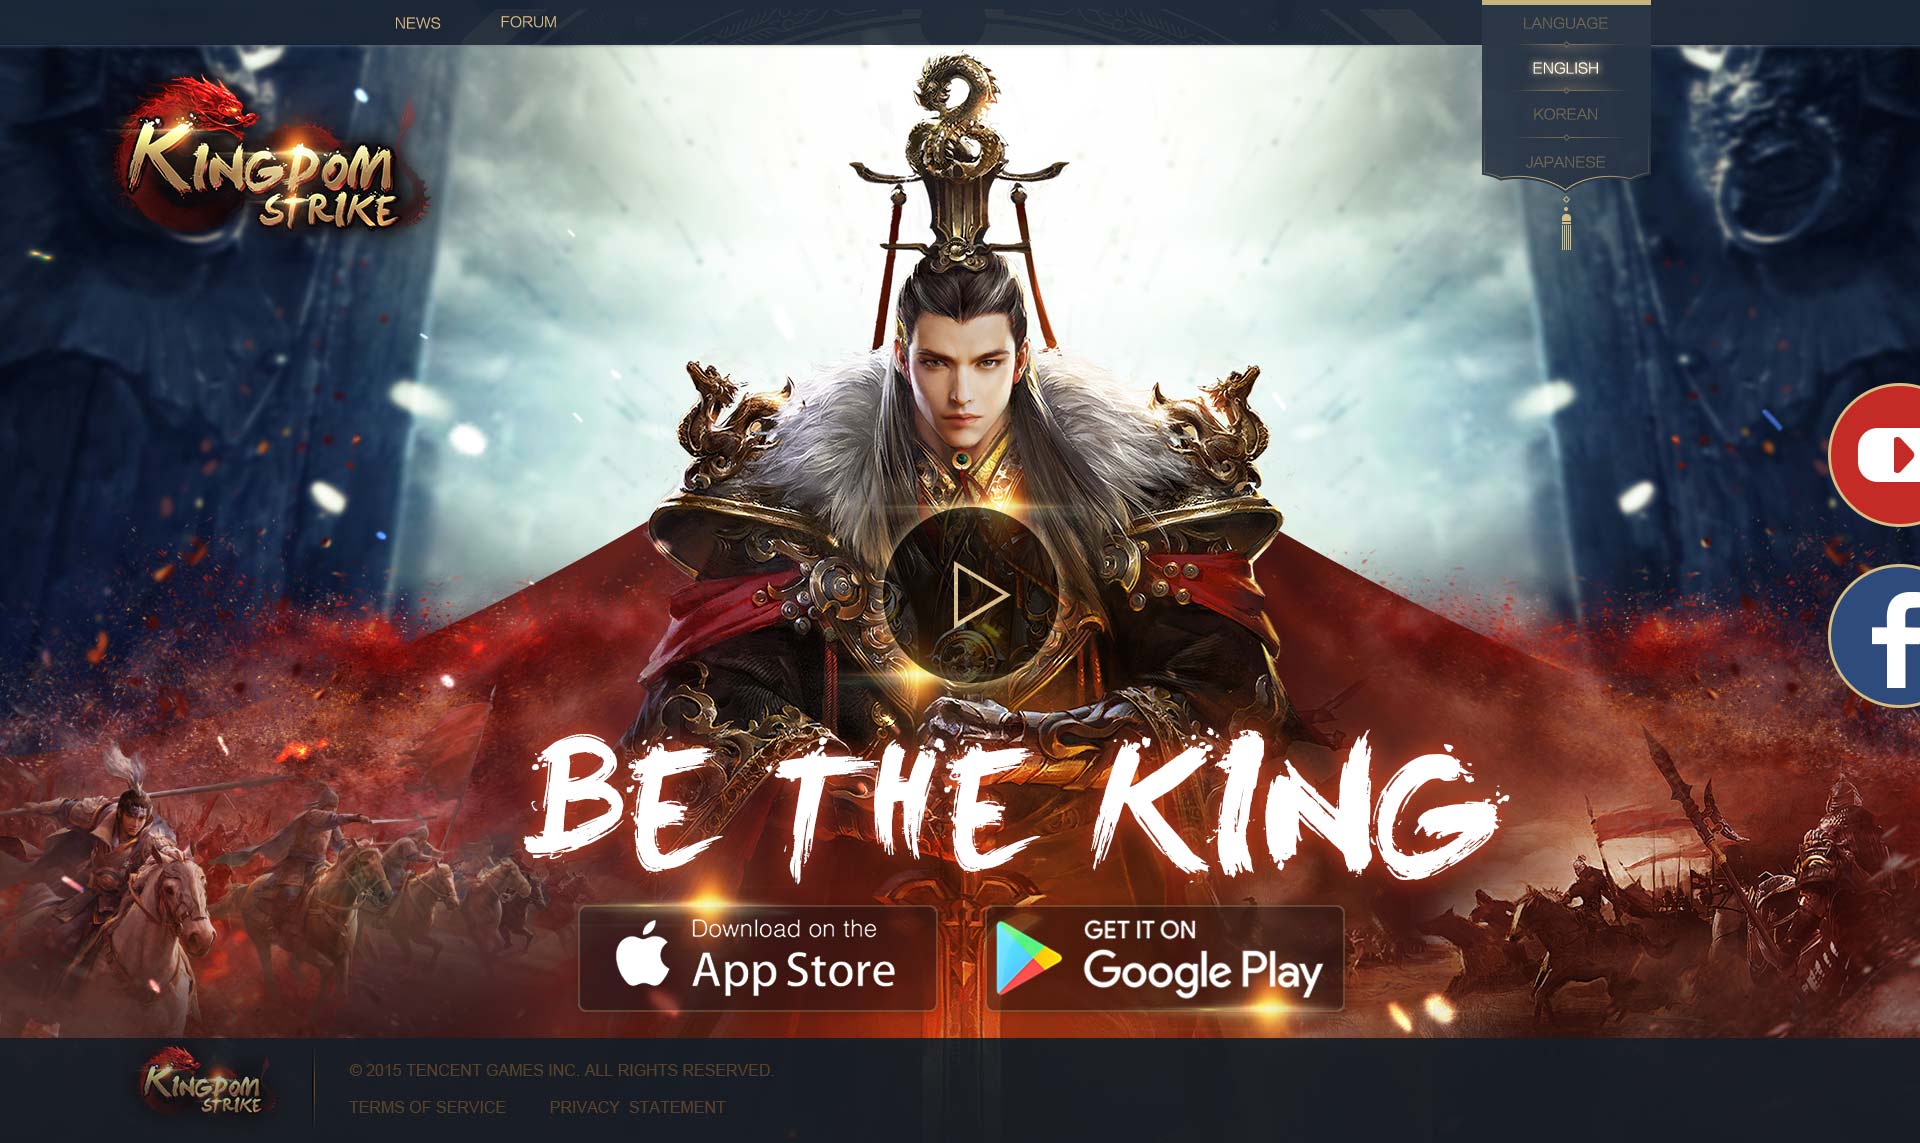 NEWS FORUM
LANGUAGE
ENGLISH
KOREAN
JAPANESE
KINGDOM
STRIKE
BE THE KING
Download on the
App Store
GET IT ON
Google Play
KINGDOM
STRIKE
© 2015 TENCENT GAMES INC. ALL RIGHTS RESERVED.
TERMS OF SERVICE PRIVACY STATEMENT